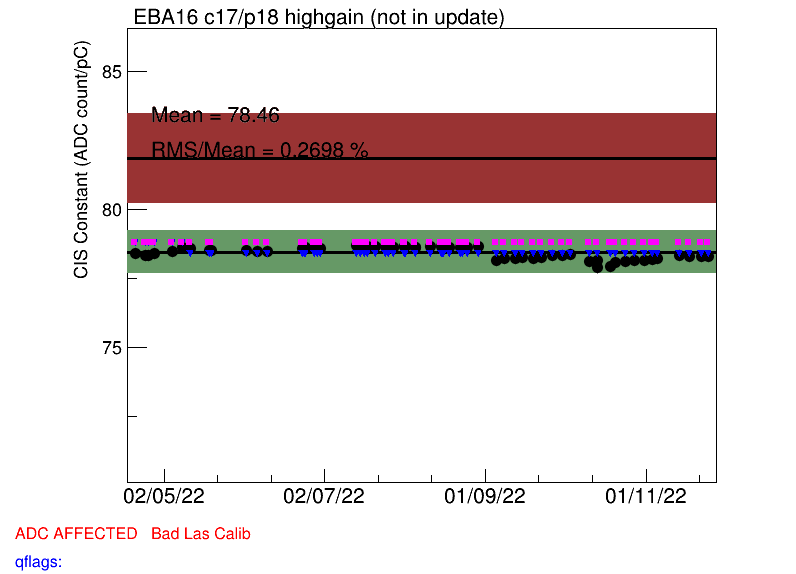 EBA16 c17/p18 highgain (not in update)
CIS Constant (ADC count/pC)
85
Mean = 78.46
RMS/Mean = 0.2698 %
80
75
02/05/22 02/07/22 01/09/22 01/11/22
ADC AFFECTED Bad Las Calib
qflags: